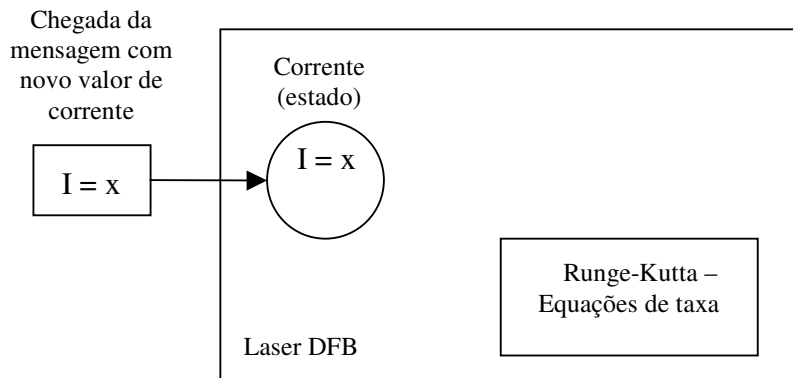 Chegada da
mensagem com
novo valor de
corrente
I = x
Corrente
(estado)
I = x
Runge-Kutta –
Equações de taxa
Laser DFB